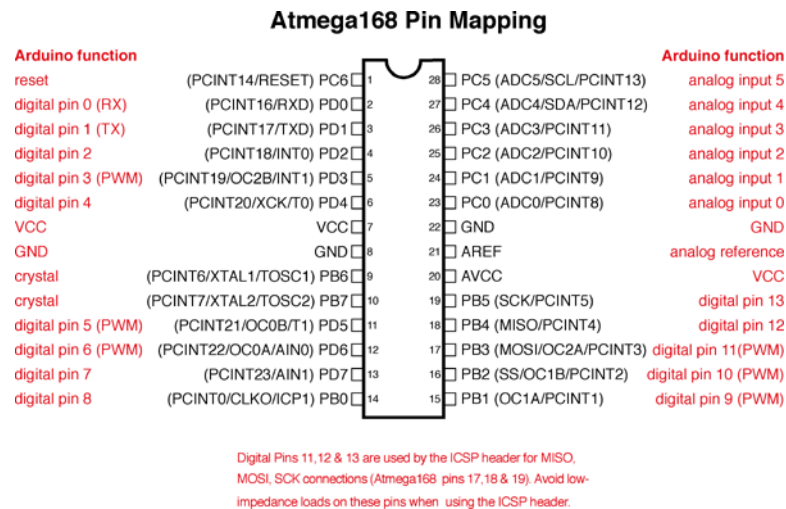 Atmega168 Pin Mapping
Arduino function Arduino function
reset (PCINT14/RESET) PC6 1 28 PC5 (ADC5/SCL/PCINT13) analog input 5
digital pin 0 (RX) (PCINT16/RXD) PD0 2 27 PC4 (ADC4/SDA/PCINT12) analog input 4
digital pin 1 (TX) (PCINT17/TXD) PD1 3 26 PC3 (ADC3/PCINT11) analog input 3
digital pin 2 (PCINT18/INT0) PD2 4 25 PC2 (ADC2/PCINT10) analog input 2
digital pin 3 (PWM) (PCINT19/OC2B/INT1) PD3 5 24 PC1 (ADC1/PCINT9) analog input 1
digital pin 4 (PCINT20/XCK/T0) PD4 6 23 PC0 (ADC0/PCINT8) analog input 0
VCC VCC 7 22 GND GND
GND GND 8 21 AREF analog reference
crystal (PCINT6/XTAL1/TOSC1) PB6 9 20 AVCC VCC
crystal (PCINT7/XTAL2/TOSC2) PB7 10 19 PB5 (SCK/PCINT5) digital pin 13
digital pin 5 (PWM) (PCINT21/OC0B/T1) PD5 11 18 PB4 (MISO/PCINT4) digital pin 12
digital pin 6 (PWM) (PCINT22/OC0A/AIN0) PD6 12 17 PB3 (MOSI/OC2A/PCINT3) digital pin 11(PWM)
digital pin 7 (PCINT23/AIN1) PD7 13 16 PB2 (SS/OC1B/PCINT2) digital pin 10 (PWM)
digital pin 8 (PCINT0/CLKO/ICP1) PB0 14 15 PB1 (OC1A/PCINT1) digital pin 9 (PWM)
Digital Pins 11,12 & 13 are used by the ICSP header for MISO,
MOSI, SCK connections (Atmega168 pins 17,18 & 19). Avoid low-
impedance loads on these pins when using the ICSP header.